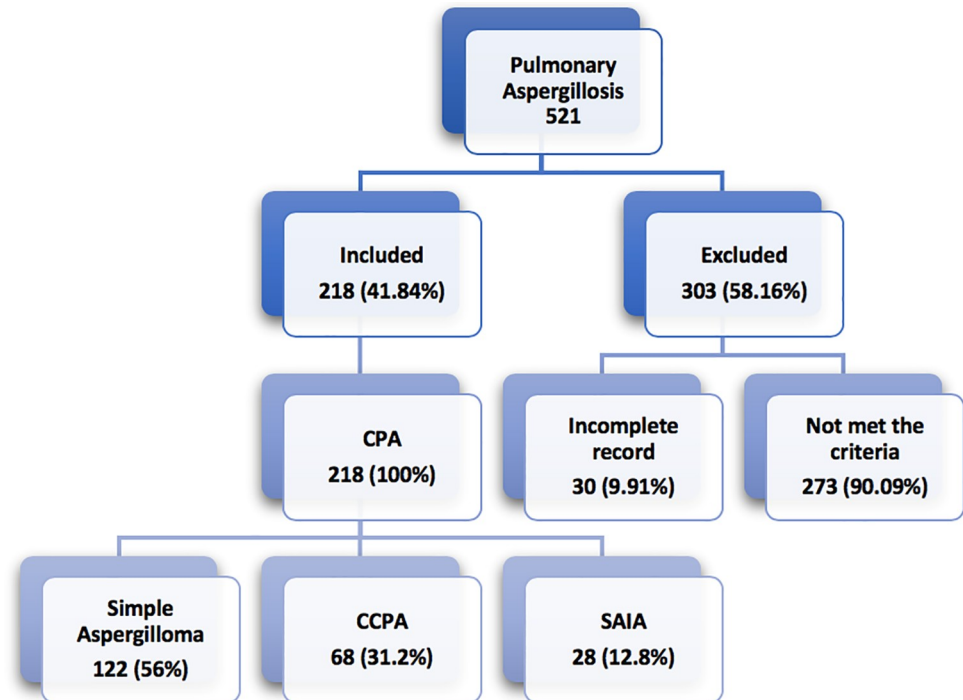 Pulmonary
Aspergillosis
521
Included
218 (41.84%)
Excluded
303 (58.16%)
CPA
218 (100%)
Incomplete
record
30 (9.91%)
Not met the
criteria
273 (90.09%)
Simple
Aspergilloma
122 (56%)
CCPA
68 (31.2%)
SAIA
28 (12.8%)